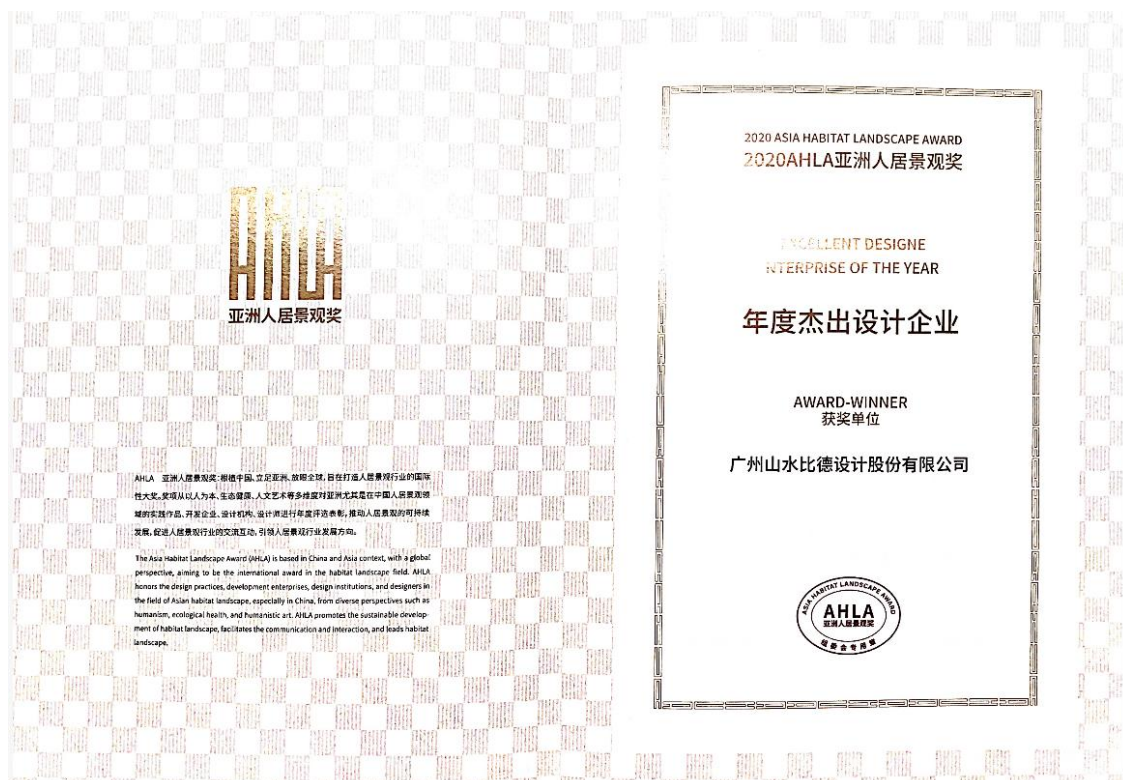 AHLA
亚洲人居景观奖
AHLA 亚洲人居景观奖:根植中国、立足亚洲、放眼全球,旨在打造人居景观行业的国际
性大奖。奖项从以人为本、生态健康、人文艺术等多维度对亚洲尤其是在中国人居景观领
域的实践作品、开发企业、设计机构、设计师进行年度评选表彰,推动人居景观的可持续
发展,促进人居景观行业的交流互动,引领人居景观行业发展方向。
The Asia Habitat Landscape Award (AHLA) is based in China and Asia context, with a global
perspective, aiming to be the international award in the habitat landscape field. AHLA
honors the design practices, development enterprises, design institutions, and designers in
the field of Asian habitat landscape, especially in China, from diverse perspectives such as
humanism, ecological health, and humanistic art. AHLA promotes the sustainable develop-
ment of habitat landscape, facilitates the communication and interaction, and leads habitat
landscape.
2020 ASIA HABITAT LANDSCAPE AWARD
2020AHLA亚洲人居景观奖
EXCELLENT DESIGNE
NTERPRISE OF THE YEAR
年度杰出设计企业
AWARD-WINNER
获奖单位
广州山水比德设计股份有限公司
ASIA HABITAT LANDSCAPE AWARD
AHLA
亚洲人居景观奖
组委会专用章